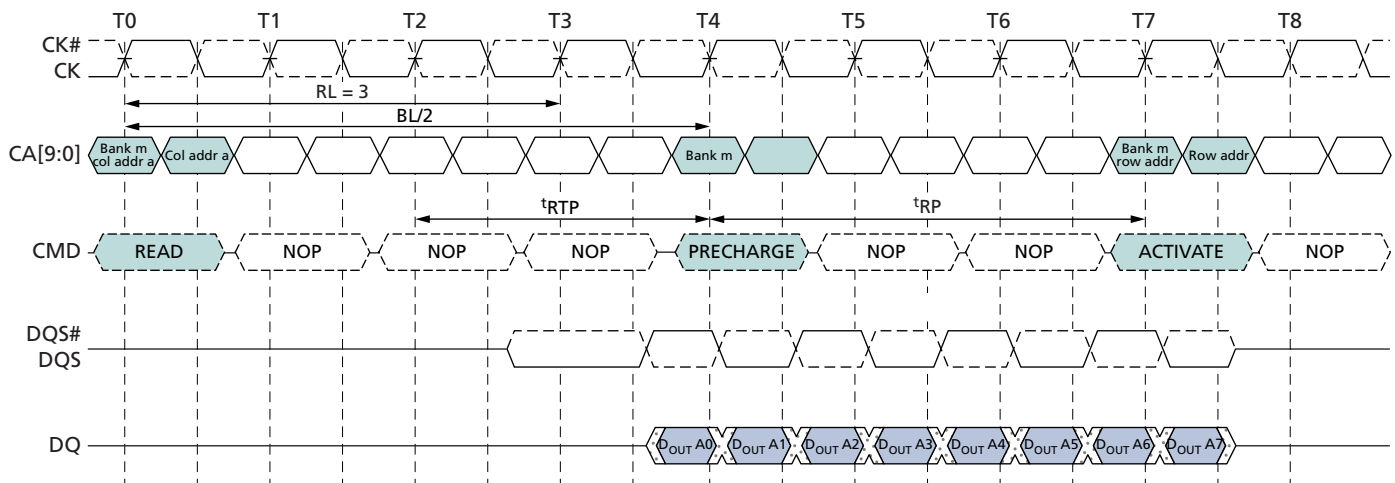 T0 T1 T2 T3 T4 T5 T6 T7 T8
CK#
CK
RL = 3
BL/2
CA[9:0] Bank m col addr a Col addr a Bank m Bank m row addr Row addr
tRTP tRP
CMD READ NOP NOP NOP PRECHARGE NOP NOP ACTIVATE NOP
DQS#
DQS
DQ DOUT A0 DOUT A1 DOUT A2 DOUT A3 DOUT A4 DOUT A5 DOUT A6 DOUT A7